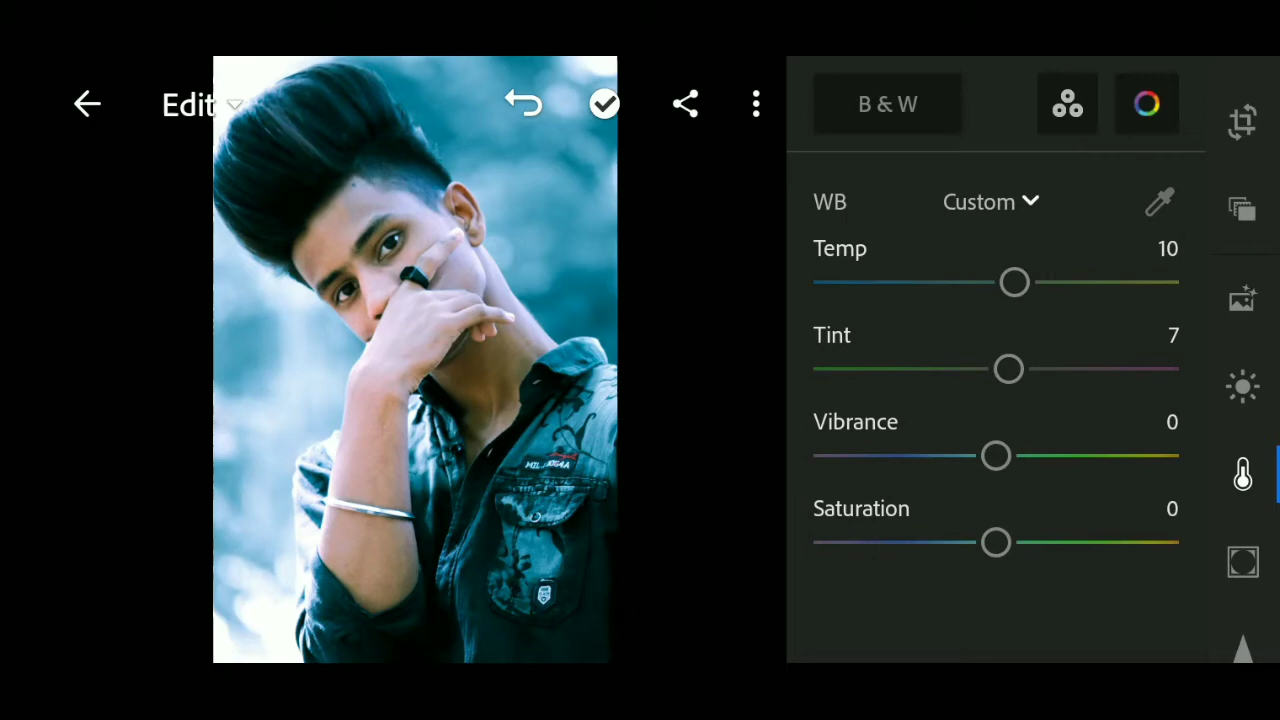 Edit
B & W
WB Custom
Temp 10
Tint 7
Vibrance 0
Saturation 0